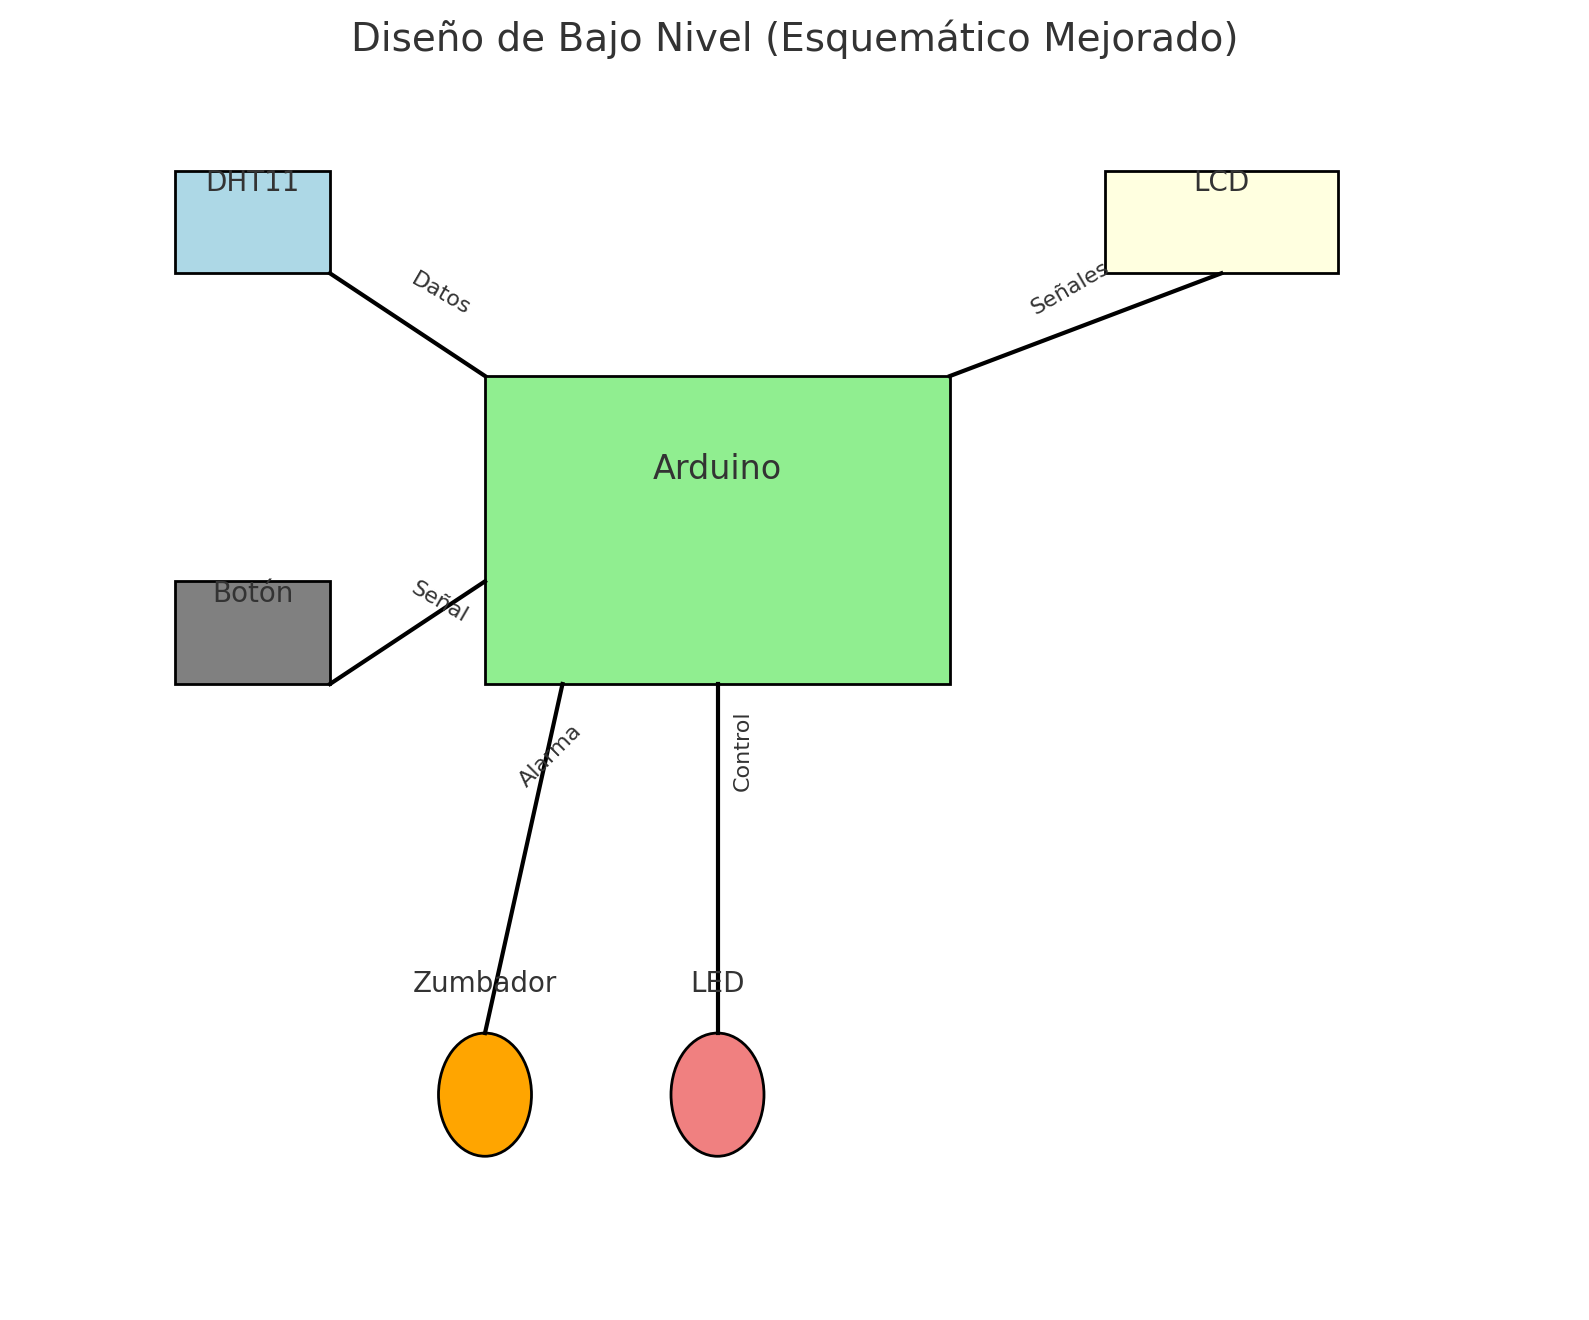 Diseño de Bajo Nivel (Esquemático Mejorado)
DHT11
LCD
Datos
Señales
Arduino
Botón
Señal
Alarma
Control
Zumbador
LED